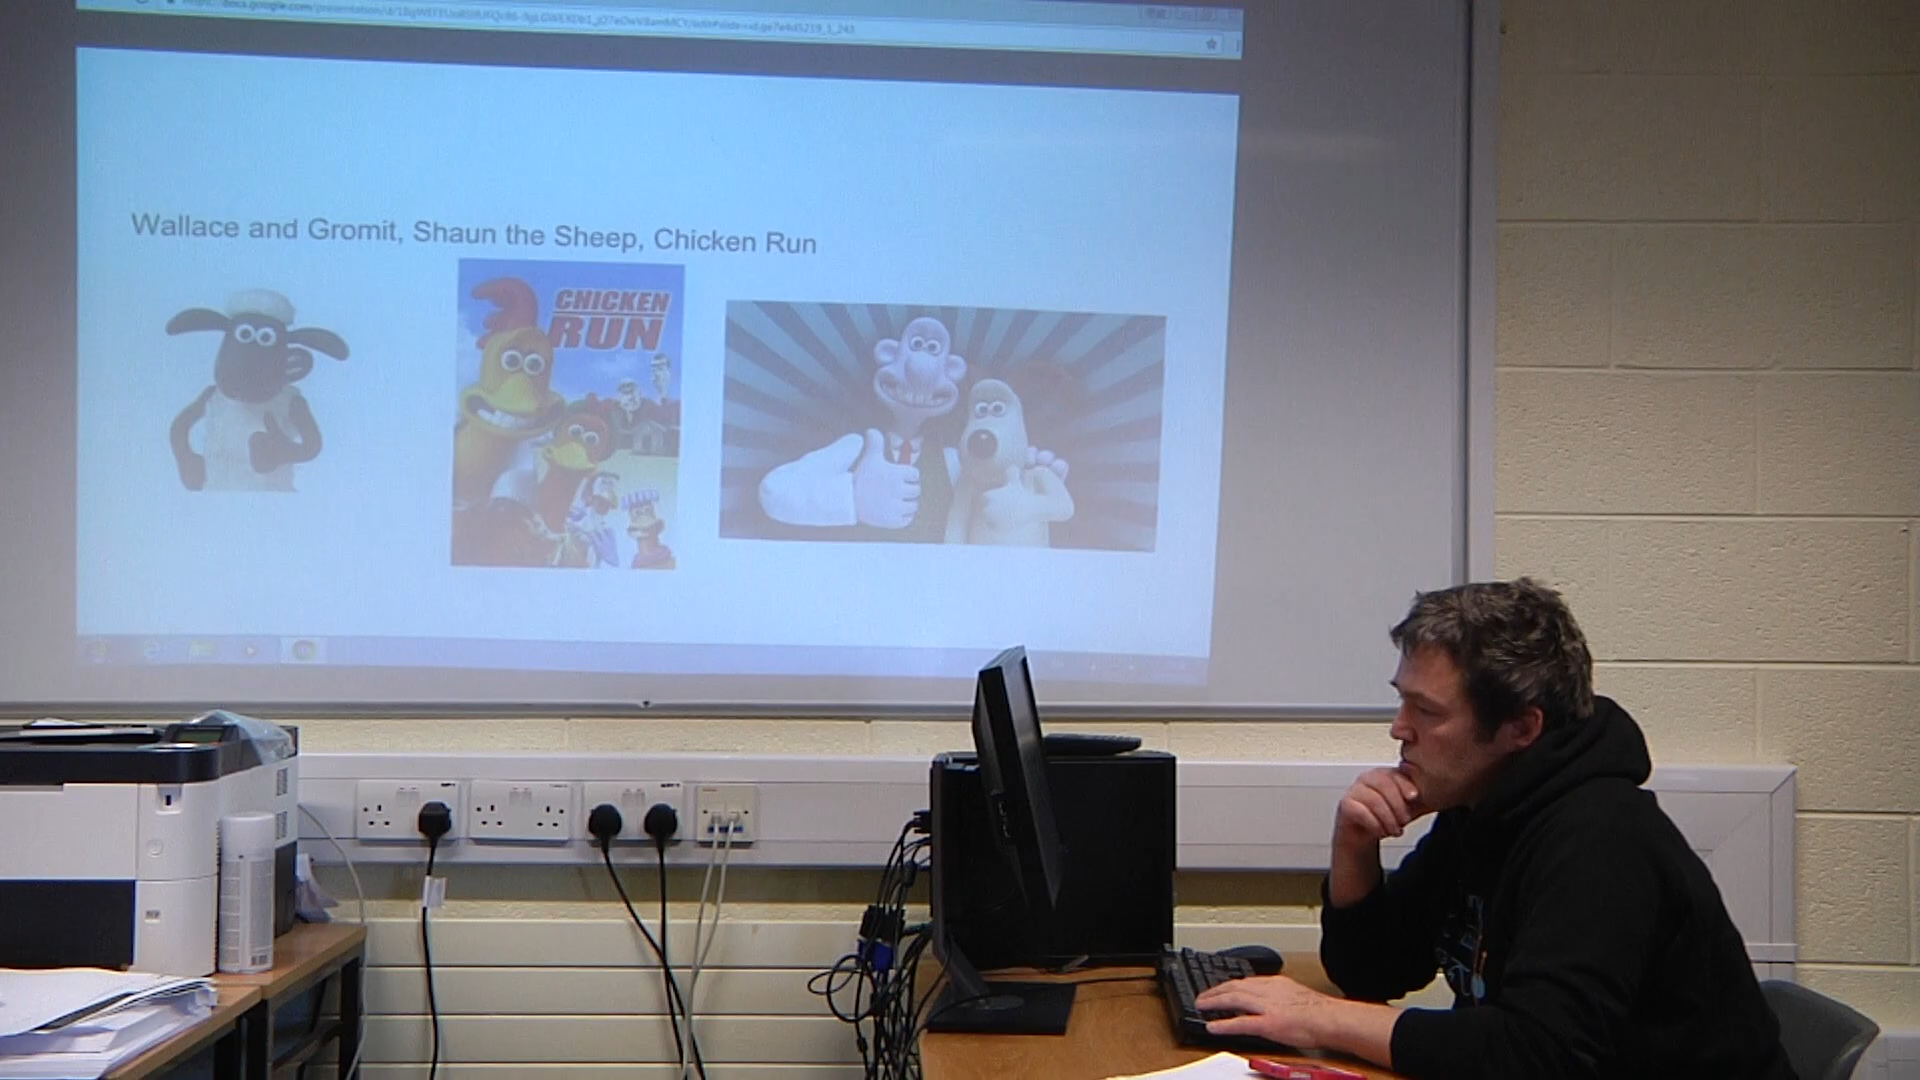 Wallace and Gromit, Shaun the Sheep, Chicken Run
CHICKEN
RUN